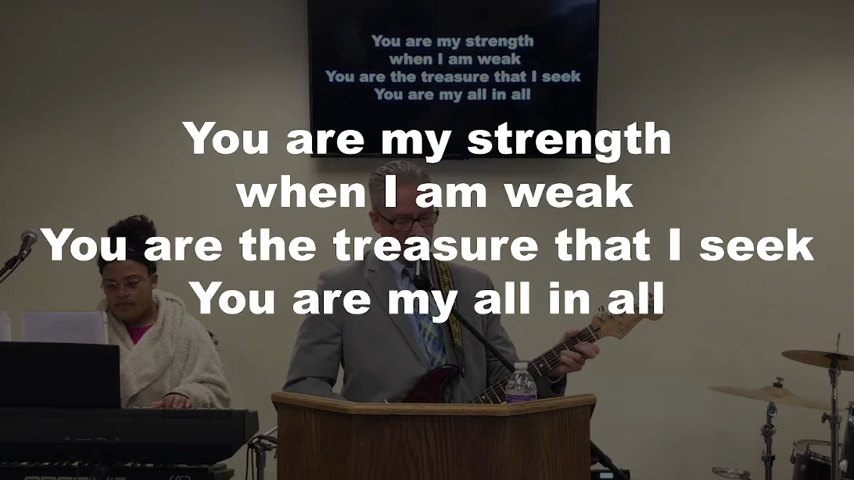 You are my strength
when I am weak
You are the treasure that I seek
You are my all in all
You are my strength
when I am weak
You are the treasure that I seek
You are my all in all